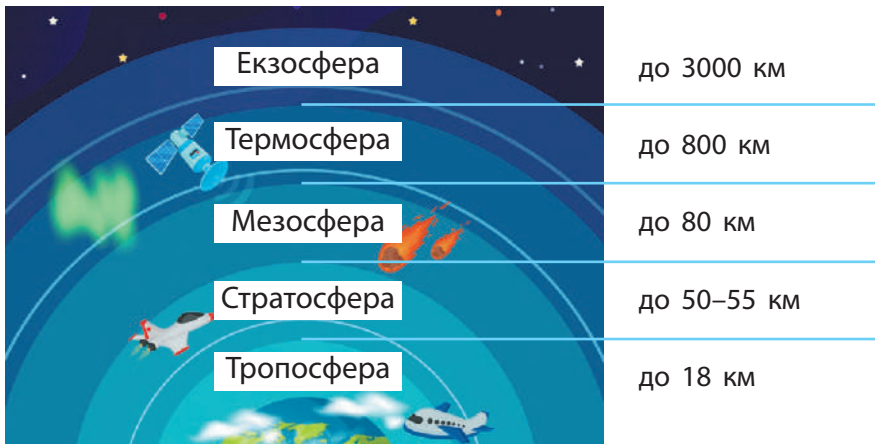 Екзосфера до 3000 км
Термосфера до 800 км
Мезосфера до 80 км
Стратосфера до 50–55 км
Тропосфера до 18 км